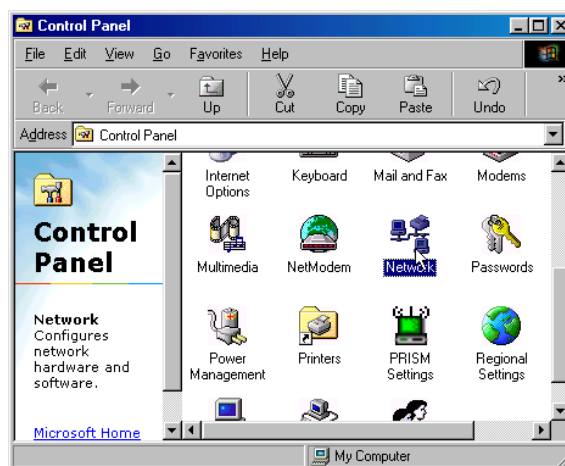 Control Panel
File Edit View Go Favorites Help
Back Forward Up Cut Copy Paste Undo »
Address Control Panel
Control
Panel
Network
Configures
network
hardware and
software.
Microsoft Home
Internet
Options
Keyboard
Mail and Fax
Modems
Multimedia
NetModem
Network
Passwords
Power
Management
Printers
PRISM
Settings
Regional
Settings
My Computer